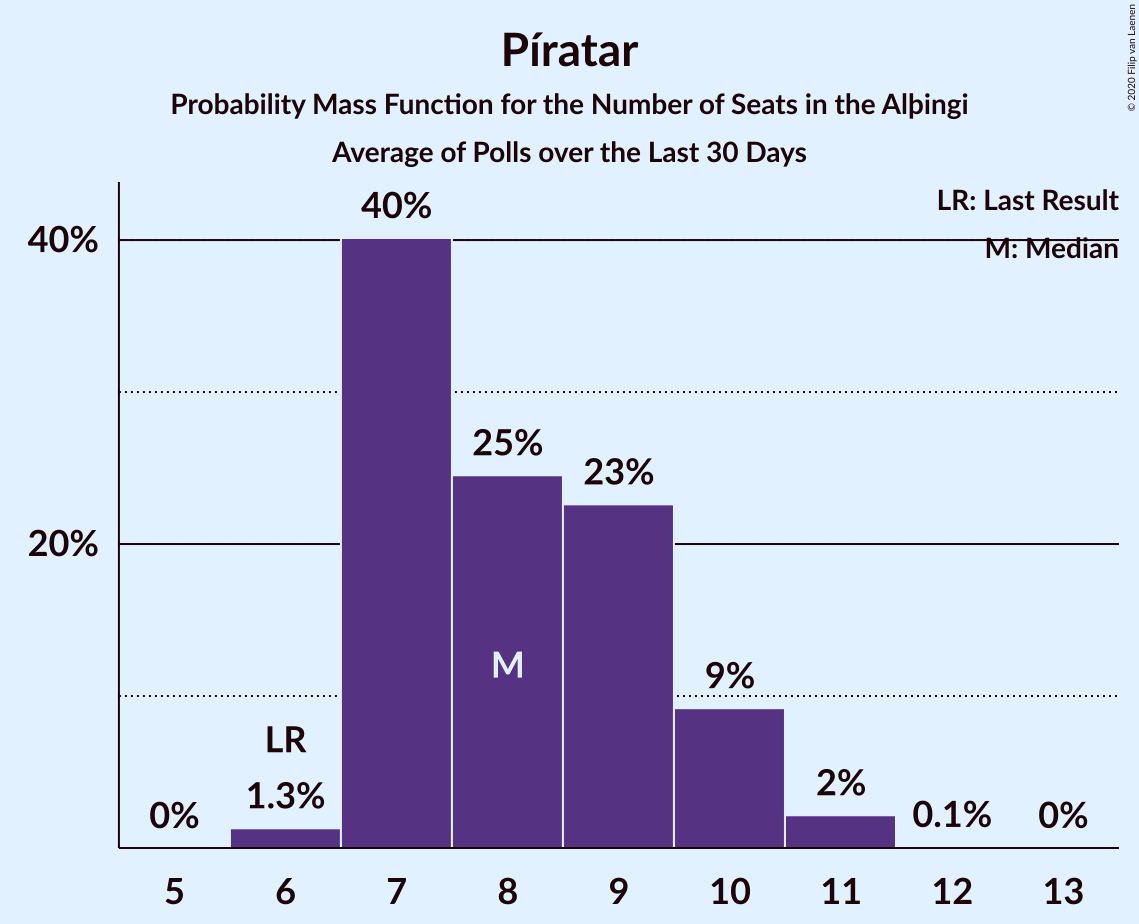 Píratar
Probability Mass Function for the Number of Seats in the Alþingi
Average of Polls over the Last 30 Days
© 2020 Filip van Laenen
LR: Last Result
M: Median
40%
20%
0%
LR
1.3%
40%
25%
M
23%
9%
2%
0.1%
0%
5 6 7 8 9 10 11 12 13